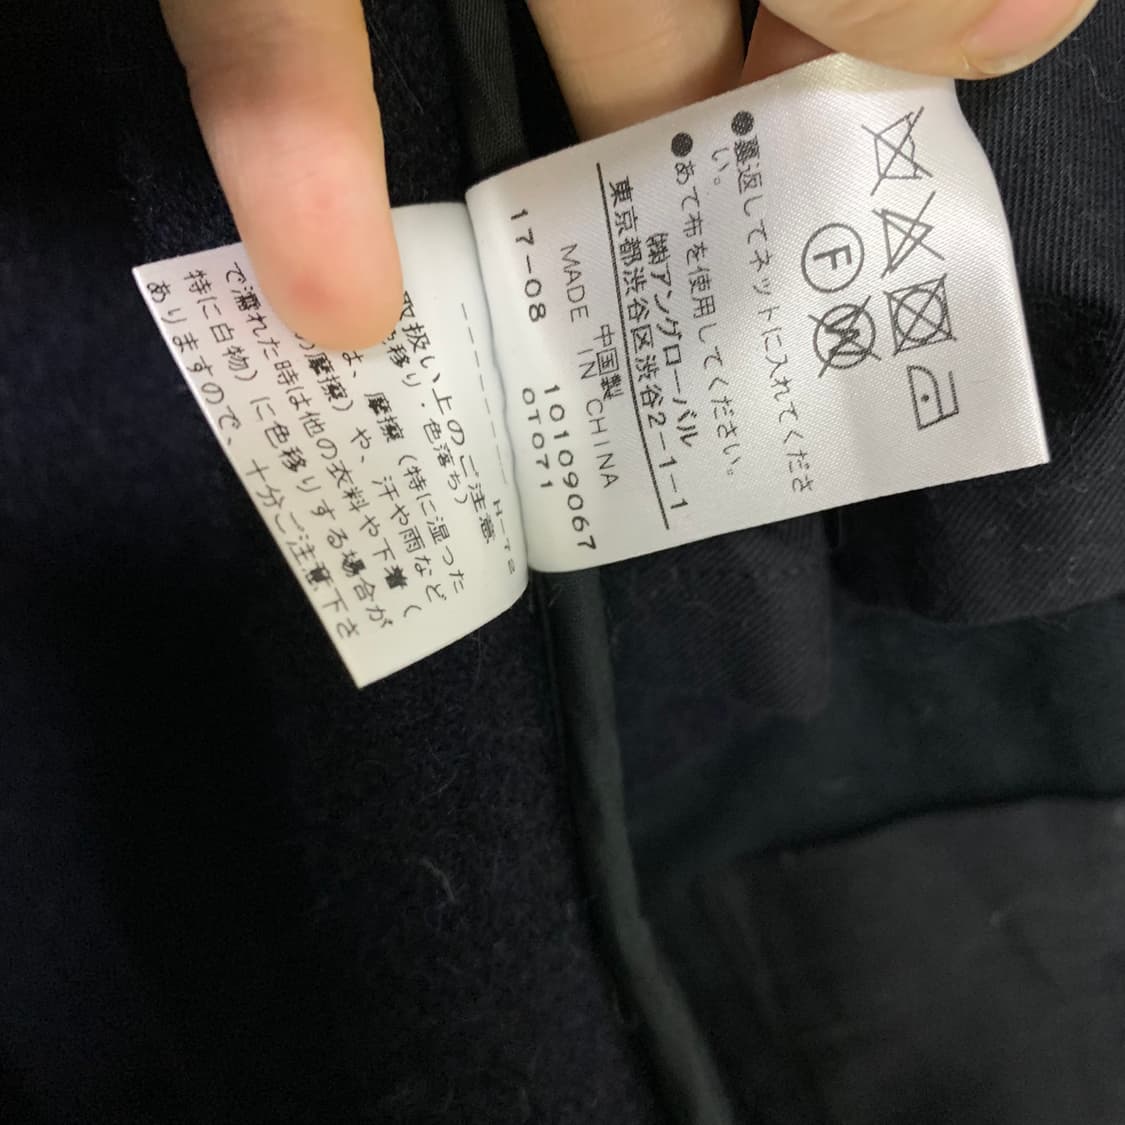 F
W
●裏返してネットに入れてくださ
い。
●あて布を使用してください。
㈱アングローバル
東京都渋谷区渋谷2-1-1
中国製
MADE IN CHINA
17-08
10109067
0T071
H-72
取扱い上のご注意
移り・色落ち)
は、摩擦(特に湿った
摩擦)や、汗や雨など
で濡れた時は他の衣料や下着(
特に白物)に色移りする場合が
ありますので、十分ご注意下さ